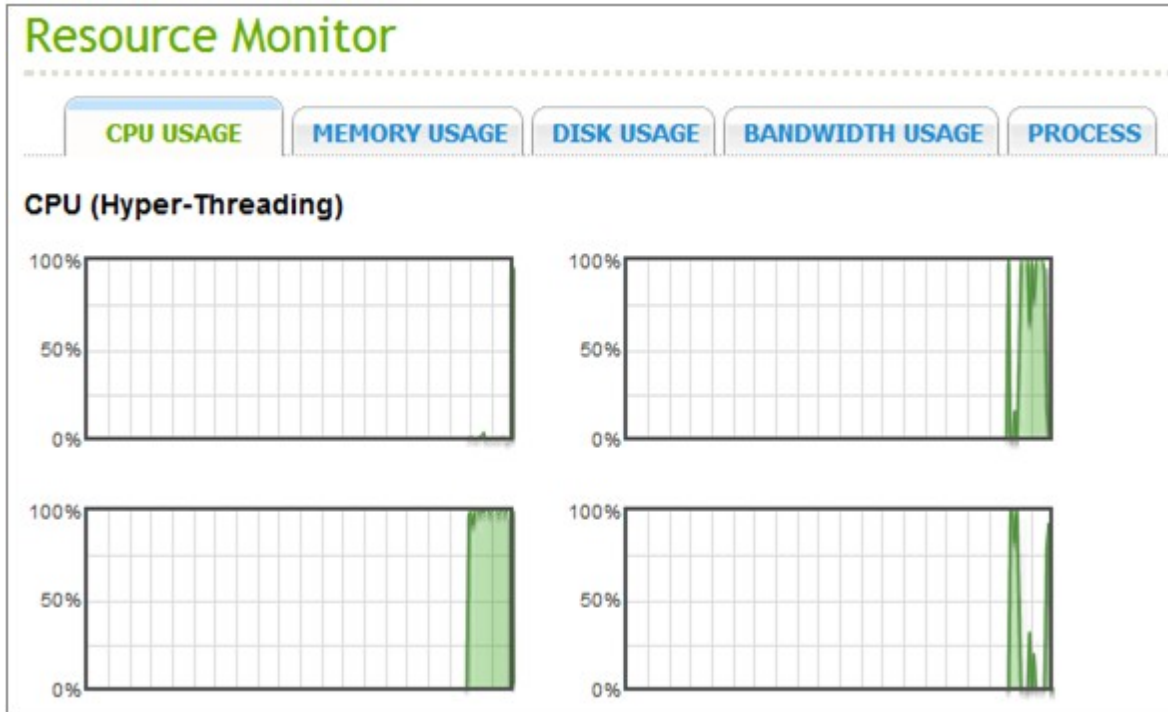 Resource Monitor
CPU USAGE MEMORY USAGE DISK USAGE BANDWIDTH USAGE PROCESS
CPU (Hyper-Threading)
100% 100%
50% 50%
0% 0%
100% 100%
50% 50%
0% 0%